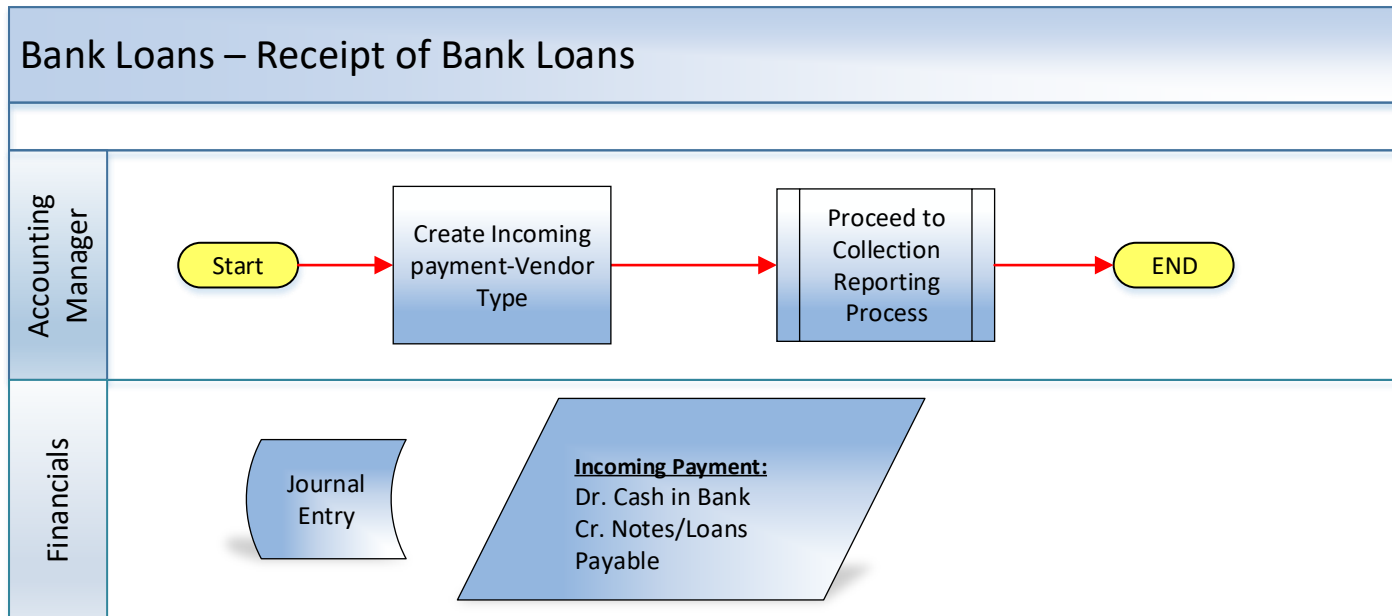 Bank Loans – Receipt of Bank Loans
Accounting
Manager
Start
Create Incoming
payment-Vendor
Type
Proceed to
Collection
Reporting
Process
END
Financials
Journal
Entry
Incoming Payment:
Dr. Cash in Bank
Cr. Notes/Loans
Payable